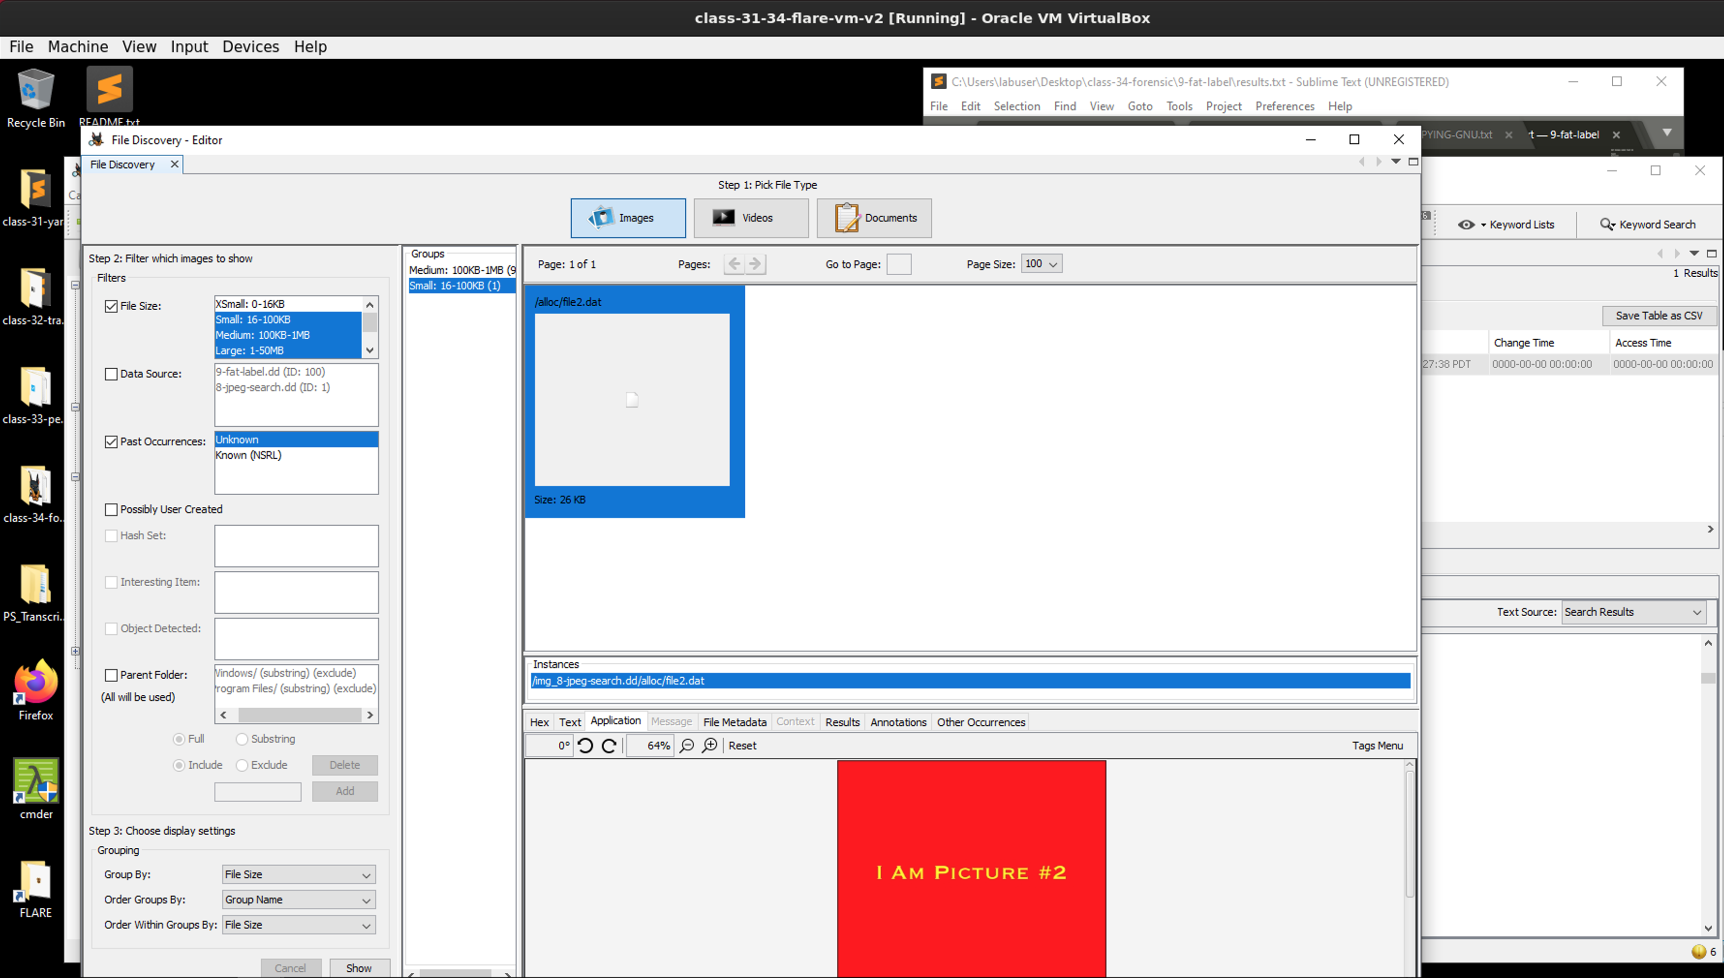 class-31-34-flare-vm-v2 [Running] - Oracle VM VirtualBox
File Machine View Input Devices Help
Recycle Bin
README.txt
class-31-yar
class-32-tra...
class-33-pe...
class-34-fo...
PS_Transcri...
Firefox
cmder
FLARE
C:\Users\labuser\Desktop\class-34-forensic\9-fat-label\results.txt - Sublime Text (UNREGISTERED)
File Edit Selection Find View Goto Tools Project Preferences Help
PYING-GNU.txt
t — 9-fat-label
File Discovery - Editor
File Discovery
Step 1: Pick File Type
Images
Videos
Documents
Step 2: Filter which images to show
Filters
File Size:
XSmall: 0-16KB
Small: 16-100KB
Medium: 100KB-1MB
Large: 1-50MB
Data Source:
9-fat-label.dd (ID: 100)
8-jpeg-search.dd (ID: 1)
Past Occurrences:
Unknown
Known (NSRL)
Possibly User Created
Hash Set:
Interesting Item:
Object Detected:
Parent Folder:
(All will be used)
Windows/ (substring) (exclude)
rogram Files/ (substring) (exclude)
Full
Substring
Include
Exclude
Delete
Add
Step 3: Choose display settings
Grouping
Group By:
File Size
Order Groups By:
Group Name
Order Within Groups By:
File Size
Cancel
Show
Groups
Medium: 100KB-1MB (9
Small: 16-100KB (1)
Page: 1 of 1
Pages:
Go to Page:
Page Size:
100
/alloc/file2.dat
Size: 26 KB
Instances
/img_8-jpeg-search.dd/alloc/file2.dat
Hex Text Application Message File Metadata Context Results Annotations Other Occurrences
0°
64%
Reset
Tags Menu
I Am Picture #2
Keyword Lists
Keyword Search
1 Results
Save Table as CSV
Change Time
Access Time
27:38 PDT
0000-00-00 00:00:00
0000-00-00 00:00:00
Text Source:
Search Results
6